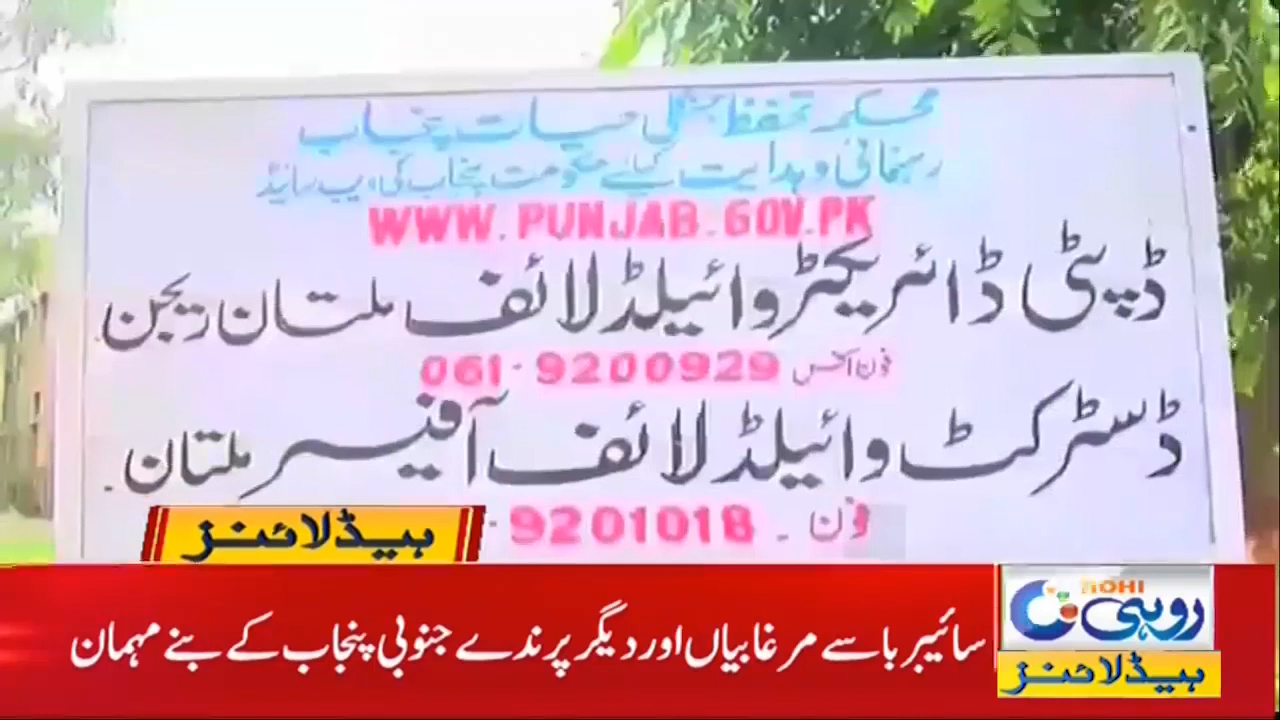 محکمہ تحفظ جنگلی حیات پنجاب
رہنمائی و ہدایت کیلئے حکومت پنجاب کی ویب سائیڈ
WWW.PUNJAB.GOV.PK
ڈپٹی ڈائریکٹر وائیلڈ لائف ملتان ریجن
فون آفس 061-9200929
ڈسٹرکٹ وائیلڈ لائف آفیسر ملتان
فون - 9201018
ہیڈ لائنز
سائیبریا سے مرغابیاں اور دیگر پرندے جنوبی پنجاب کے بنے مہمان
ROHI
روہی
ہیڈ لائنز